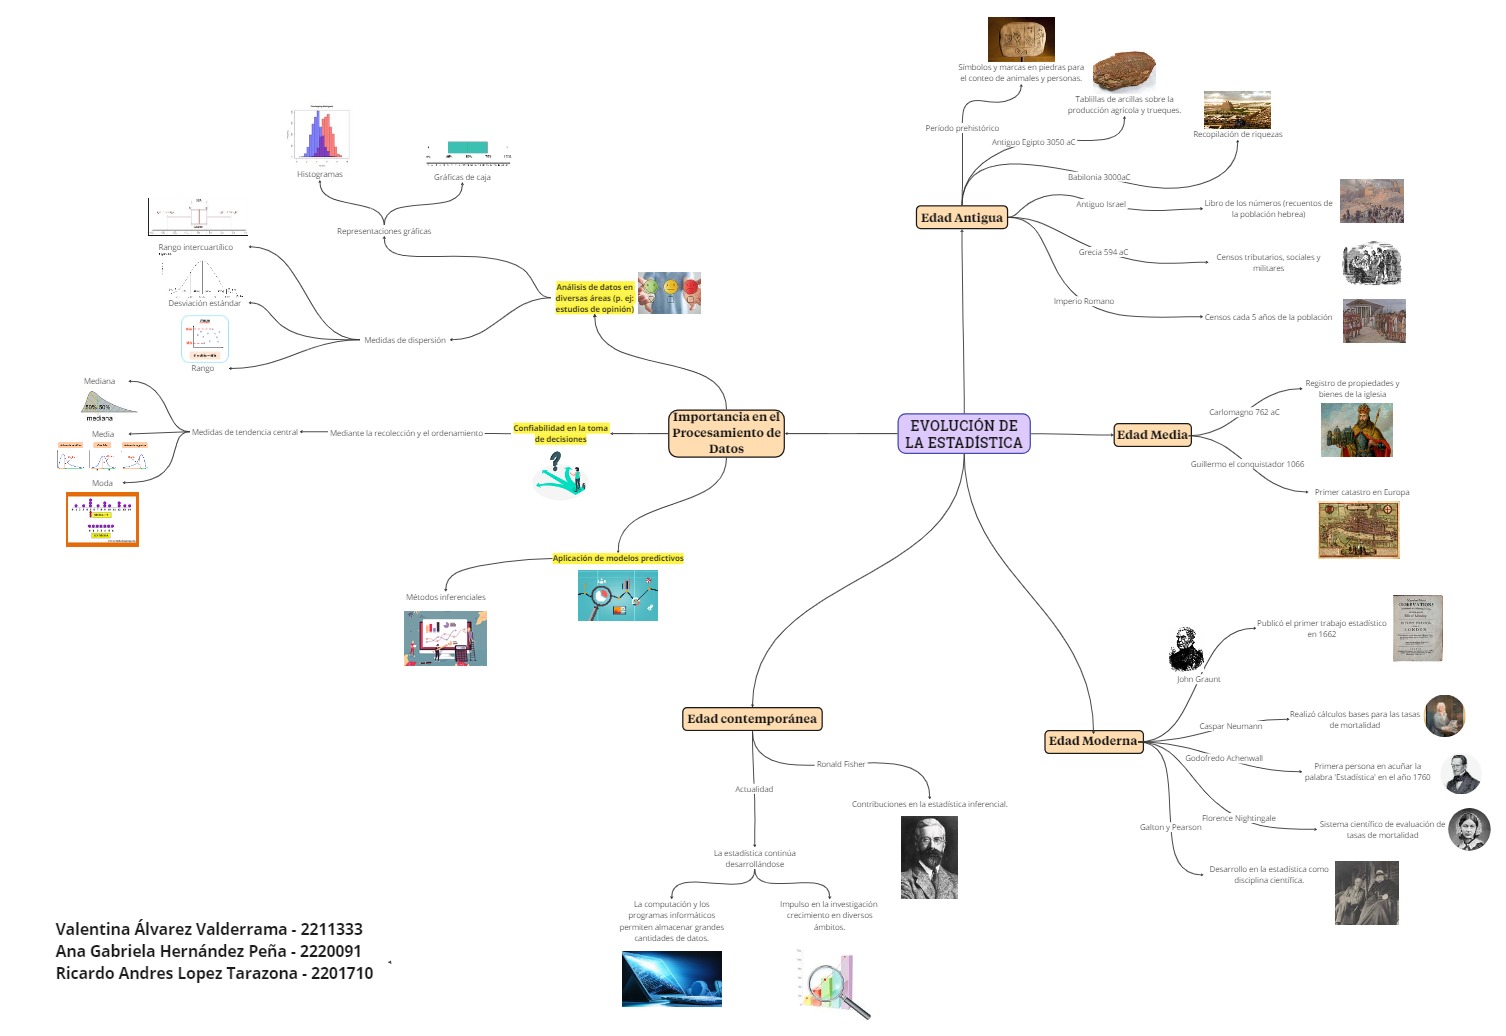 Símbolos y marcas en piedras para
el conteo de animales y personas.
Tablillas de arcillas sobre la
producción agrícola y trueques.
Período prehistórico
Recopilación de riquezas
Antiguo Egipto 3050 aC
Babilonia 3000aC
Edad Antigua
Antiguo Israel
Libro de los números (recuentos de
la población hebrea)
Grecia 594 aC
Censos tributarios, sociales y
militares
Imperio Romano
Censos cada 5 años de la población
Histogramas
Gráficas de caja
Representaciones gráficas
Rango intercuartílico
Desviación estándar
Rango
Medidas de dispersión
Análisis de datos en
diversas áreas (p. ej:
estudios de opinión)
Mediana
50% 50%
mediana
Media
Moda
Medidas de tendencia central
Mediante la recolección y el ordenamiento
Confiabilidad en la toma
de decisiones
Importancia en el
Procesamiento de
Datos
EVOLUCIÓN DE
LA ESTADÍSTICA
Edad Media
Carlomagno 762 aC
Registro de propiedades y
bienes de la iglesia
Guillermo el conquistador 1066
Primer catastro en Europa
Aplicación de modelos predictivos
Métodos inferenciales
Edad contemporánea
Ronald Fisher
Contribuciones en la estadística inferencial.
Actualidad
La estadística continúa
desarrollándose
La computación y los
programas informáticos
permiten almacenar grandes
cantidades de datos.
Impulso en la investigación
crecimiento en diversos
ámbitos.
Edad Moderna
John Graunt
Publicó el primer trabajo estadístico
en 1662
OBSERVATIONS
LONDON
Caspar Neumann
Realizó cálculos bases para las tasas
de mortalidad
Godofredo Achenwall
Primera persona en acuñar la
palabra 'Estadística' en el año 1760
Florence Nightingale
Sistema científico de evaluación de
tasas de mortalidad
Galton y Pearson
Desarrollo en la estadística como
disciplina científica.
Valentina Álvarez Valderrama - 2211333
Ana Gabriela Hernández Peña - 2220091
Ricardo Andres Lopez Tarazona - 2201710